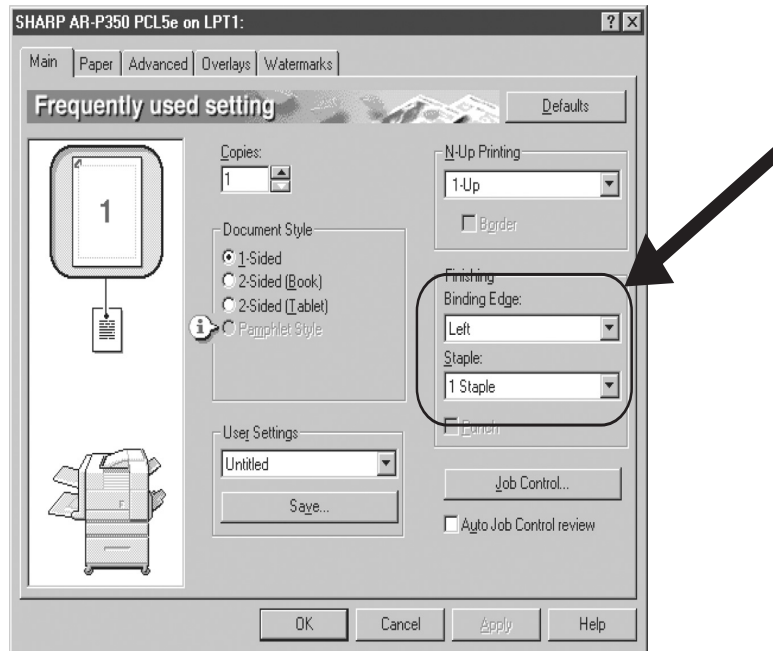 SHARP AR-P350 PCL5e on LPT1:
Main Paper Advanced Overlays Watermarks
Frequently used setting
Defaults
1
Copies:
1
Document Style
1-Sided
2-Sided (Book)
2-Sided (Tablet)
Pamphlet Style
User Settings
Untitled
Save...
N-Up Printing
1-Up
Border
Finishing
Binding Edge:
Left
Staple:
1 Staple
Punch
Job Control...
Auto Job Control review
OK Cancel Apply Help